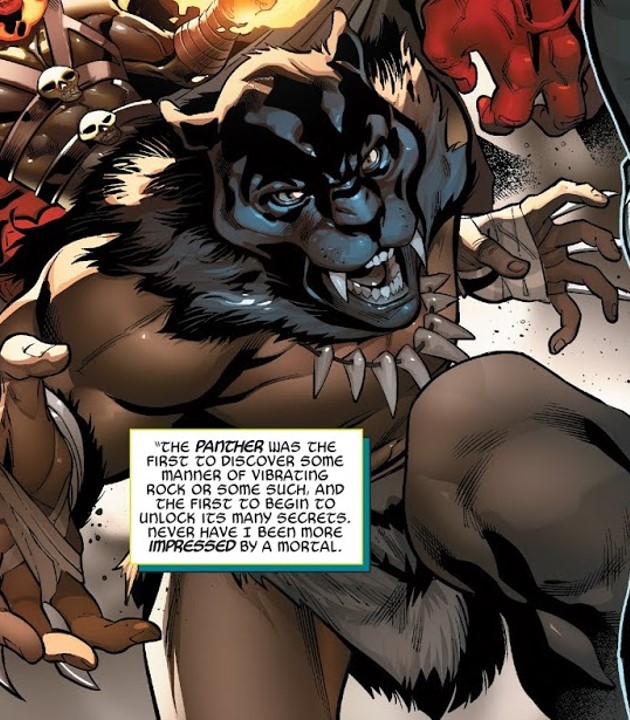 "THE PANTHER WAS THE
FIRST TO DISCOVER SOME
MANNER OF VIBRATING
ROCK OR SOME SUCH, AND
THE FIRST TO BEGIN TO
UNLOCK ITS MANY SECRETS.
NEVER HAVE I BEEN MORE
IMPRESSED BY A MORTAL.